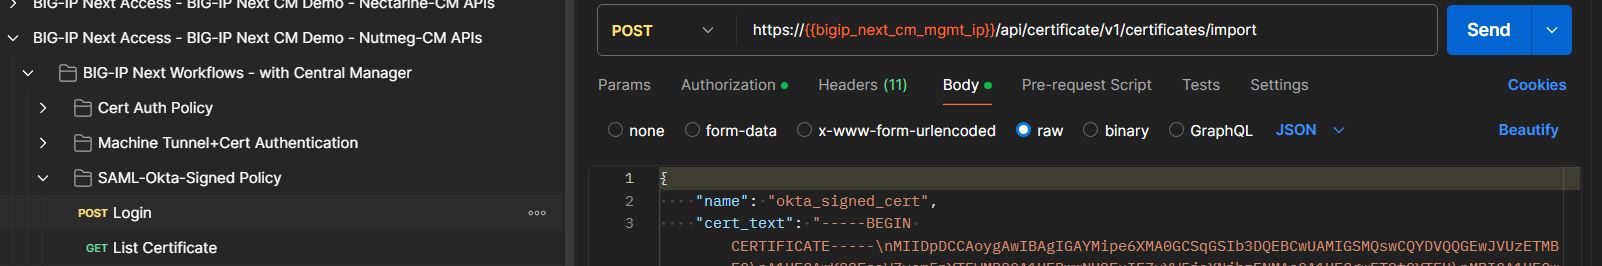 BIG-IP Next Access - BIG-IP Next CM Demo - Nectarine-CM APIs
BIG-IP Next Access - BIG-IP Next CM Demo - Nutmeg-CM APIs
BIG-IP Next Workflows - with Central Manager
Cert Auth Policy
Machine Tunnel+Cert Authentication
SAML-Okta-Signed Policy
POST Login
GET List Certificate
POST https://{{bigip_next_cm_mgmt_ip}}/api/certificate/v1/certificates/import Send
Params Authorization Headers (11) Body Pre-request Script Tests Settings Cookies
none form-data x-www-form-urlencoded raw binary GraphQL JSON Beautify
1 {
2 "name": "okta_signed_cert",
3 "cert_text": "-----BEGIN
CERTIFICATE-----\nMIIDpDCCAoygAwIBAgIGAYMipe6XMA0GCSqGSIb3DQEBCwUAMIGSMQswCQYDVQQGEwJVUzETMB